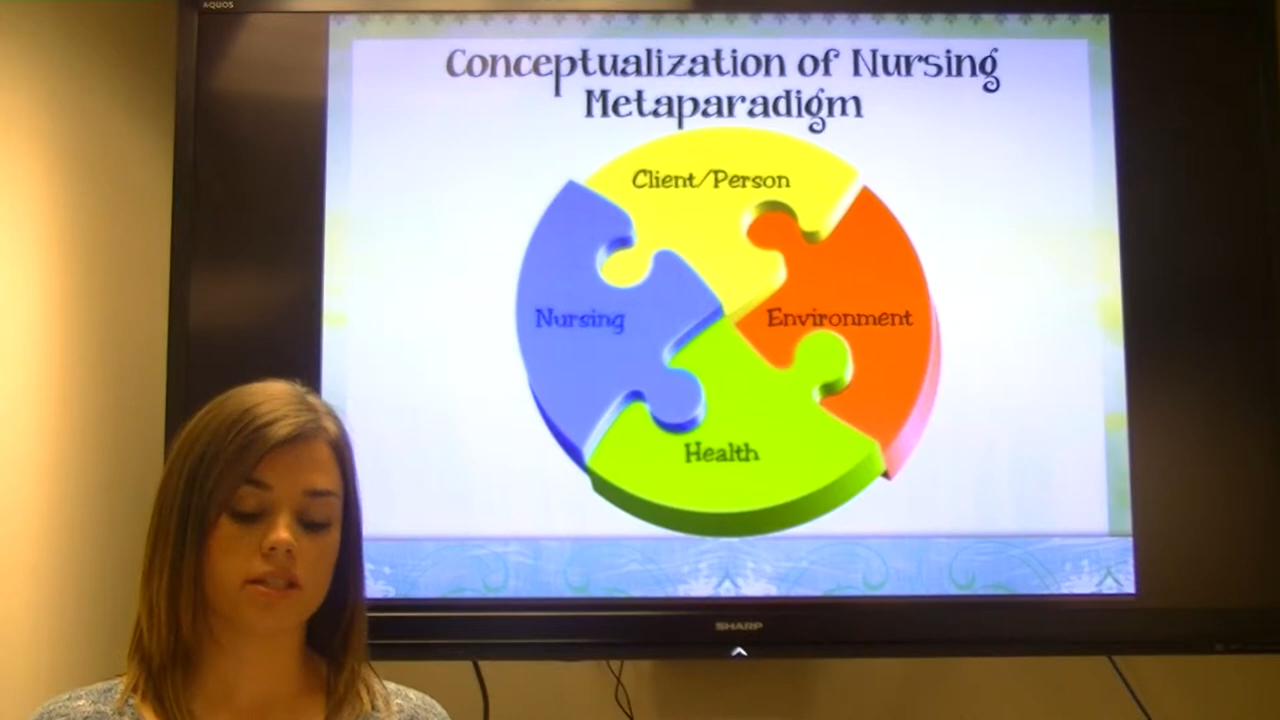 AQUOS
Conceptualization of Nursing
Metaparadigm
Client/Person
Nursing
Environment
Health
SHARP